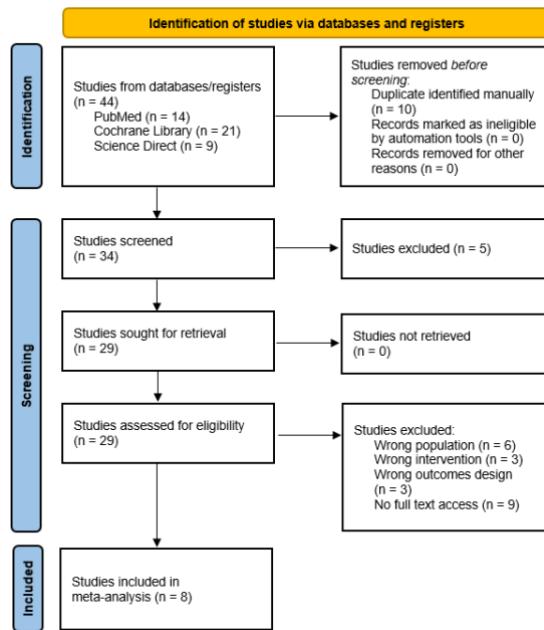 Identification of studies via databases and registers
Identification
Studies from databases/registers
(n = 44)
PubMed (n = 14)
Cochrane Library (n = 21)
Science Direct (n = 9)
Studies removed before
screening:
Duplicate identified manually
(n = 10)
Records marked as ineligible
by automation tools (n = 0)
Records removed for other
reasons (n = 0)
Screening
Studies screened
(n = 34)
Studies excluded (n = 5)
Studies sought for retrieval
(n = 29)
Studies not retrieved
(n = 0)
Studies assessed for eligibility
(n = 29)
Studies excluded:
Wrong population (n = 6)
Wrong intervention (n = 3)
Wrong outcomes design
(n = 3)
No full text access (n = 9)
Included
Studies included in
meta-analysis (n = 8)